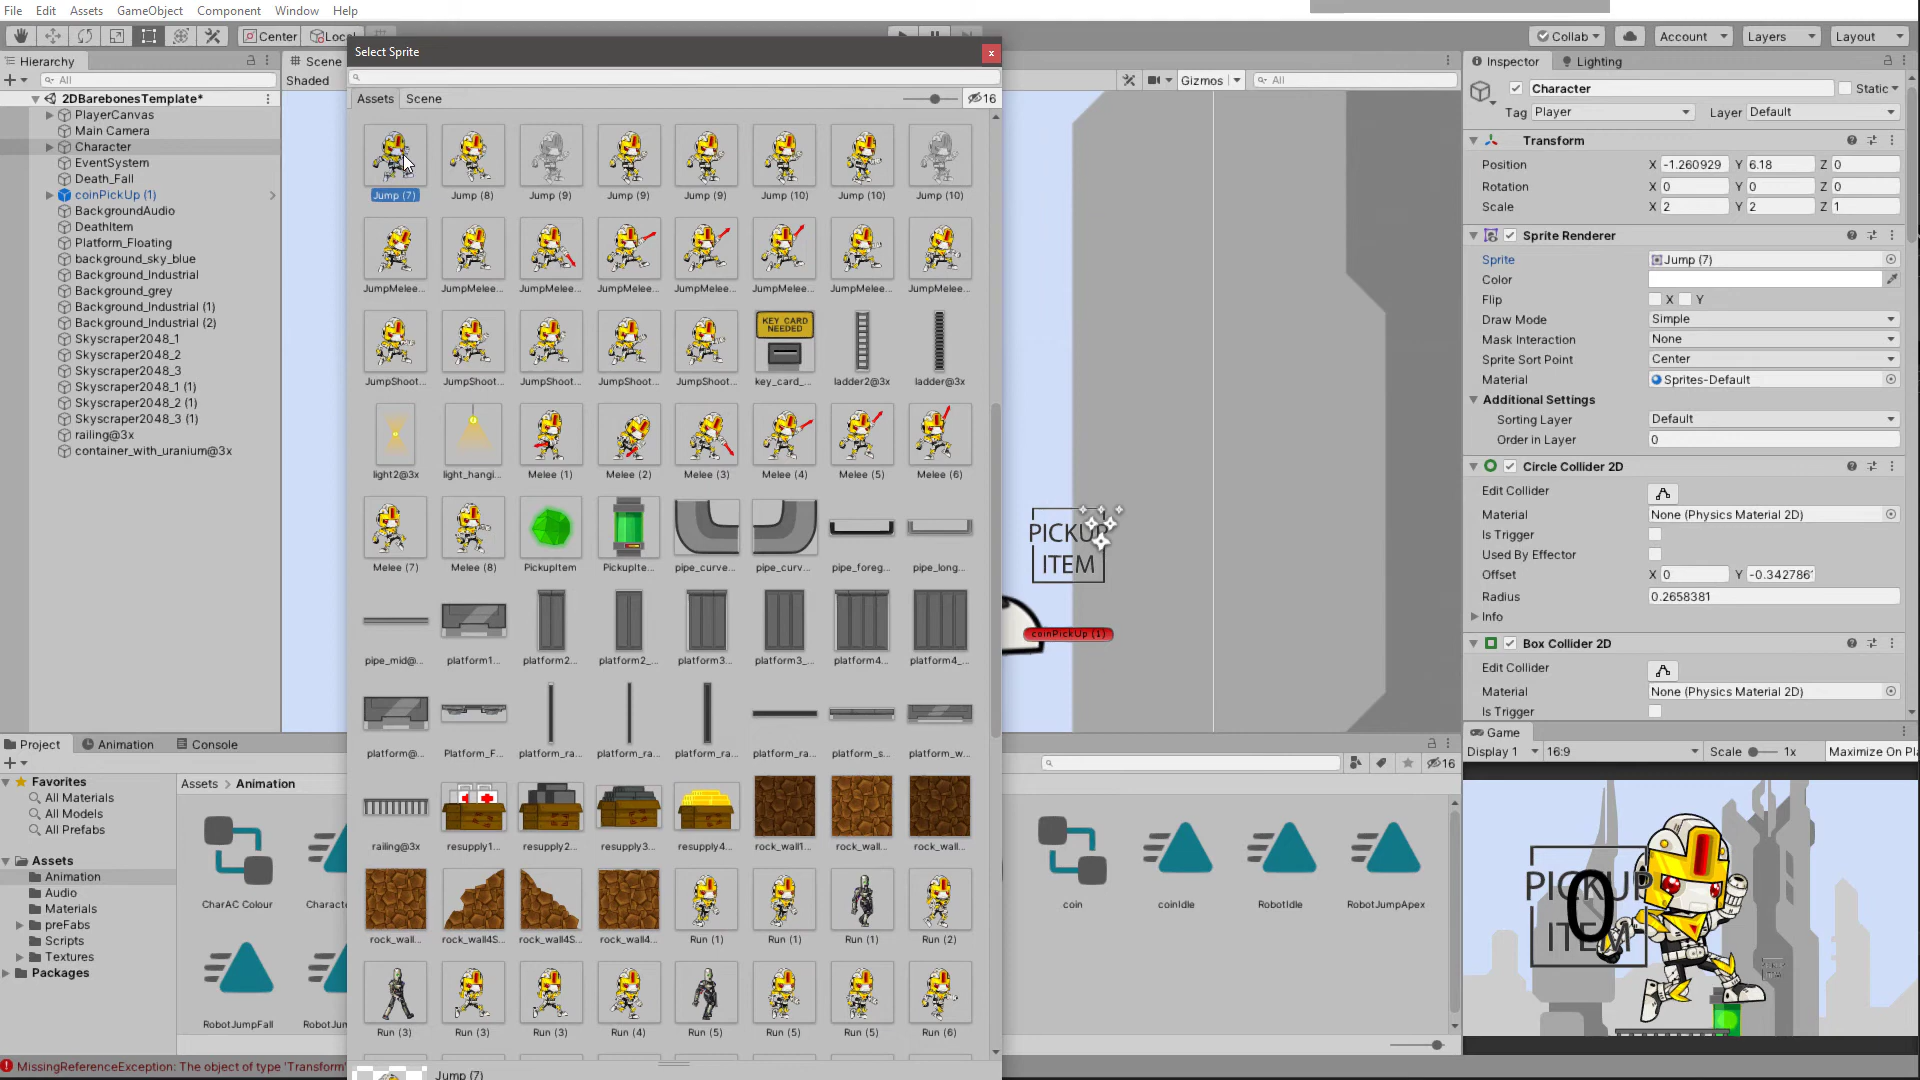 File Edit Assets GameObject Component Window Help
Center Local Collab Account Layers Layout
Hierarchy
All
2DBarebonesTemplate*
PlayerCanvas
Main Camera
Character
EventSystem
Death_Fall
coinPickUp (1)
BackgroundAudio
DeathItem
Platform_Floating
background_sky_blue
Background_Industrial
Background_grey
Background_Industrial (1)
Background_Industrial (2)
Skyscraper2048_1
Skyscraper2048_2
Skyscraper2048_3
Skyscraper2048_1 (1)
Skyscraper2048_2 (1)
Skyscraper2048_3 (1)
railing@3x
container_with_uranium@3x
Scene
Shaded
Gizmos All
Select Sprite
x
Assets Scene 16
Jump (7) Jump (8) Jump (9) Jump (9) Jump (9) Jump (10) Jump (10) Jump (10)
JumpMelee... JumpMelee... JumpMelee... JumpMelee... JumpMelee... JumpMelee... JumpMelee... JumpMelee...
KEY CARD
NEEDED
JumpShoot... JumpShoot... JumpShoot... JumpShoot... JumpShoot... key_card_... ladder2@3x ladder@3x
light2@3x light_hangi... Melee (1) Melee (2) Melee (3) Melee (4) Melee (5) Melee (6)
Melee (7) Melee (8) PickupItem PickupIte... pipe_curve... pipe_curv... pipe_foreg... pipe_long...
pipe_mid@... platform1... platform2... platform2_... platform3... platform3_... platform4... platform4_...
platform@... Platform_F... platform_ra... platform_ra... platform_ra... platform_ra... platform_s... platform_w...
railing@3x resupply1... resupply2... resupply3... resupply4... rock_wall1... rock_wall... rock_wall...
rock_wall... rock_wall4S... rock_wall4S... rock_wall4... Run (1) Run (1) Run (1) Run (2)
Run (3) Run (3) Run (3) Run (4) Run (5) Run (5) Run (5) Run (6)
Jump (7)
PICKUP
ITEM
coinPickUp (1)
Inspector Lighting
Character Static
Tag Player Layer Default
Transform
Position X -1.260929 Y 6.18 Z 0
Rotation X 0 Y 0 Z 0
Scale X 2 Y 2 Z 1
Sprite Renderer
Sprite Jump (7)
Color
Flip X Y
Draw Mode Simple
Mask Interaction None
Sprite Sort Point Center
Material Sprites-Default
Additional Settings
Sorting Layer Default
Order in Layer 0
Circle Collider 2D
Edit Collider
Material None (Physics Material 2D)
Is Trigger
Used By Effector
Offset X 0 Y -0.342786
Radius 0.2658381
Info
Box Collider 2D
Edit Collider
Material None (Physics Material 2D)
Is Trigger
Game
Display 1 16:9 Scale 1x Maximize On Pla
PICKUP
0
ITEM
Project Animation Console
16
Favorites
All Materials
All Models
All Prefabs
Assets
Animation
Audio
Materials
preFabs
Scripts
Textures
Packages
Assets > Animation
CharAC Colour Characte coin coinIdle RobotIdle RobotJumpApex
RobotJumpFall RobotJu
MissingReferenceException: The object of type 'Transform'